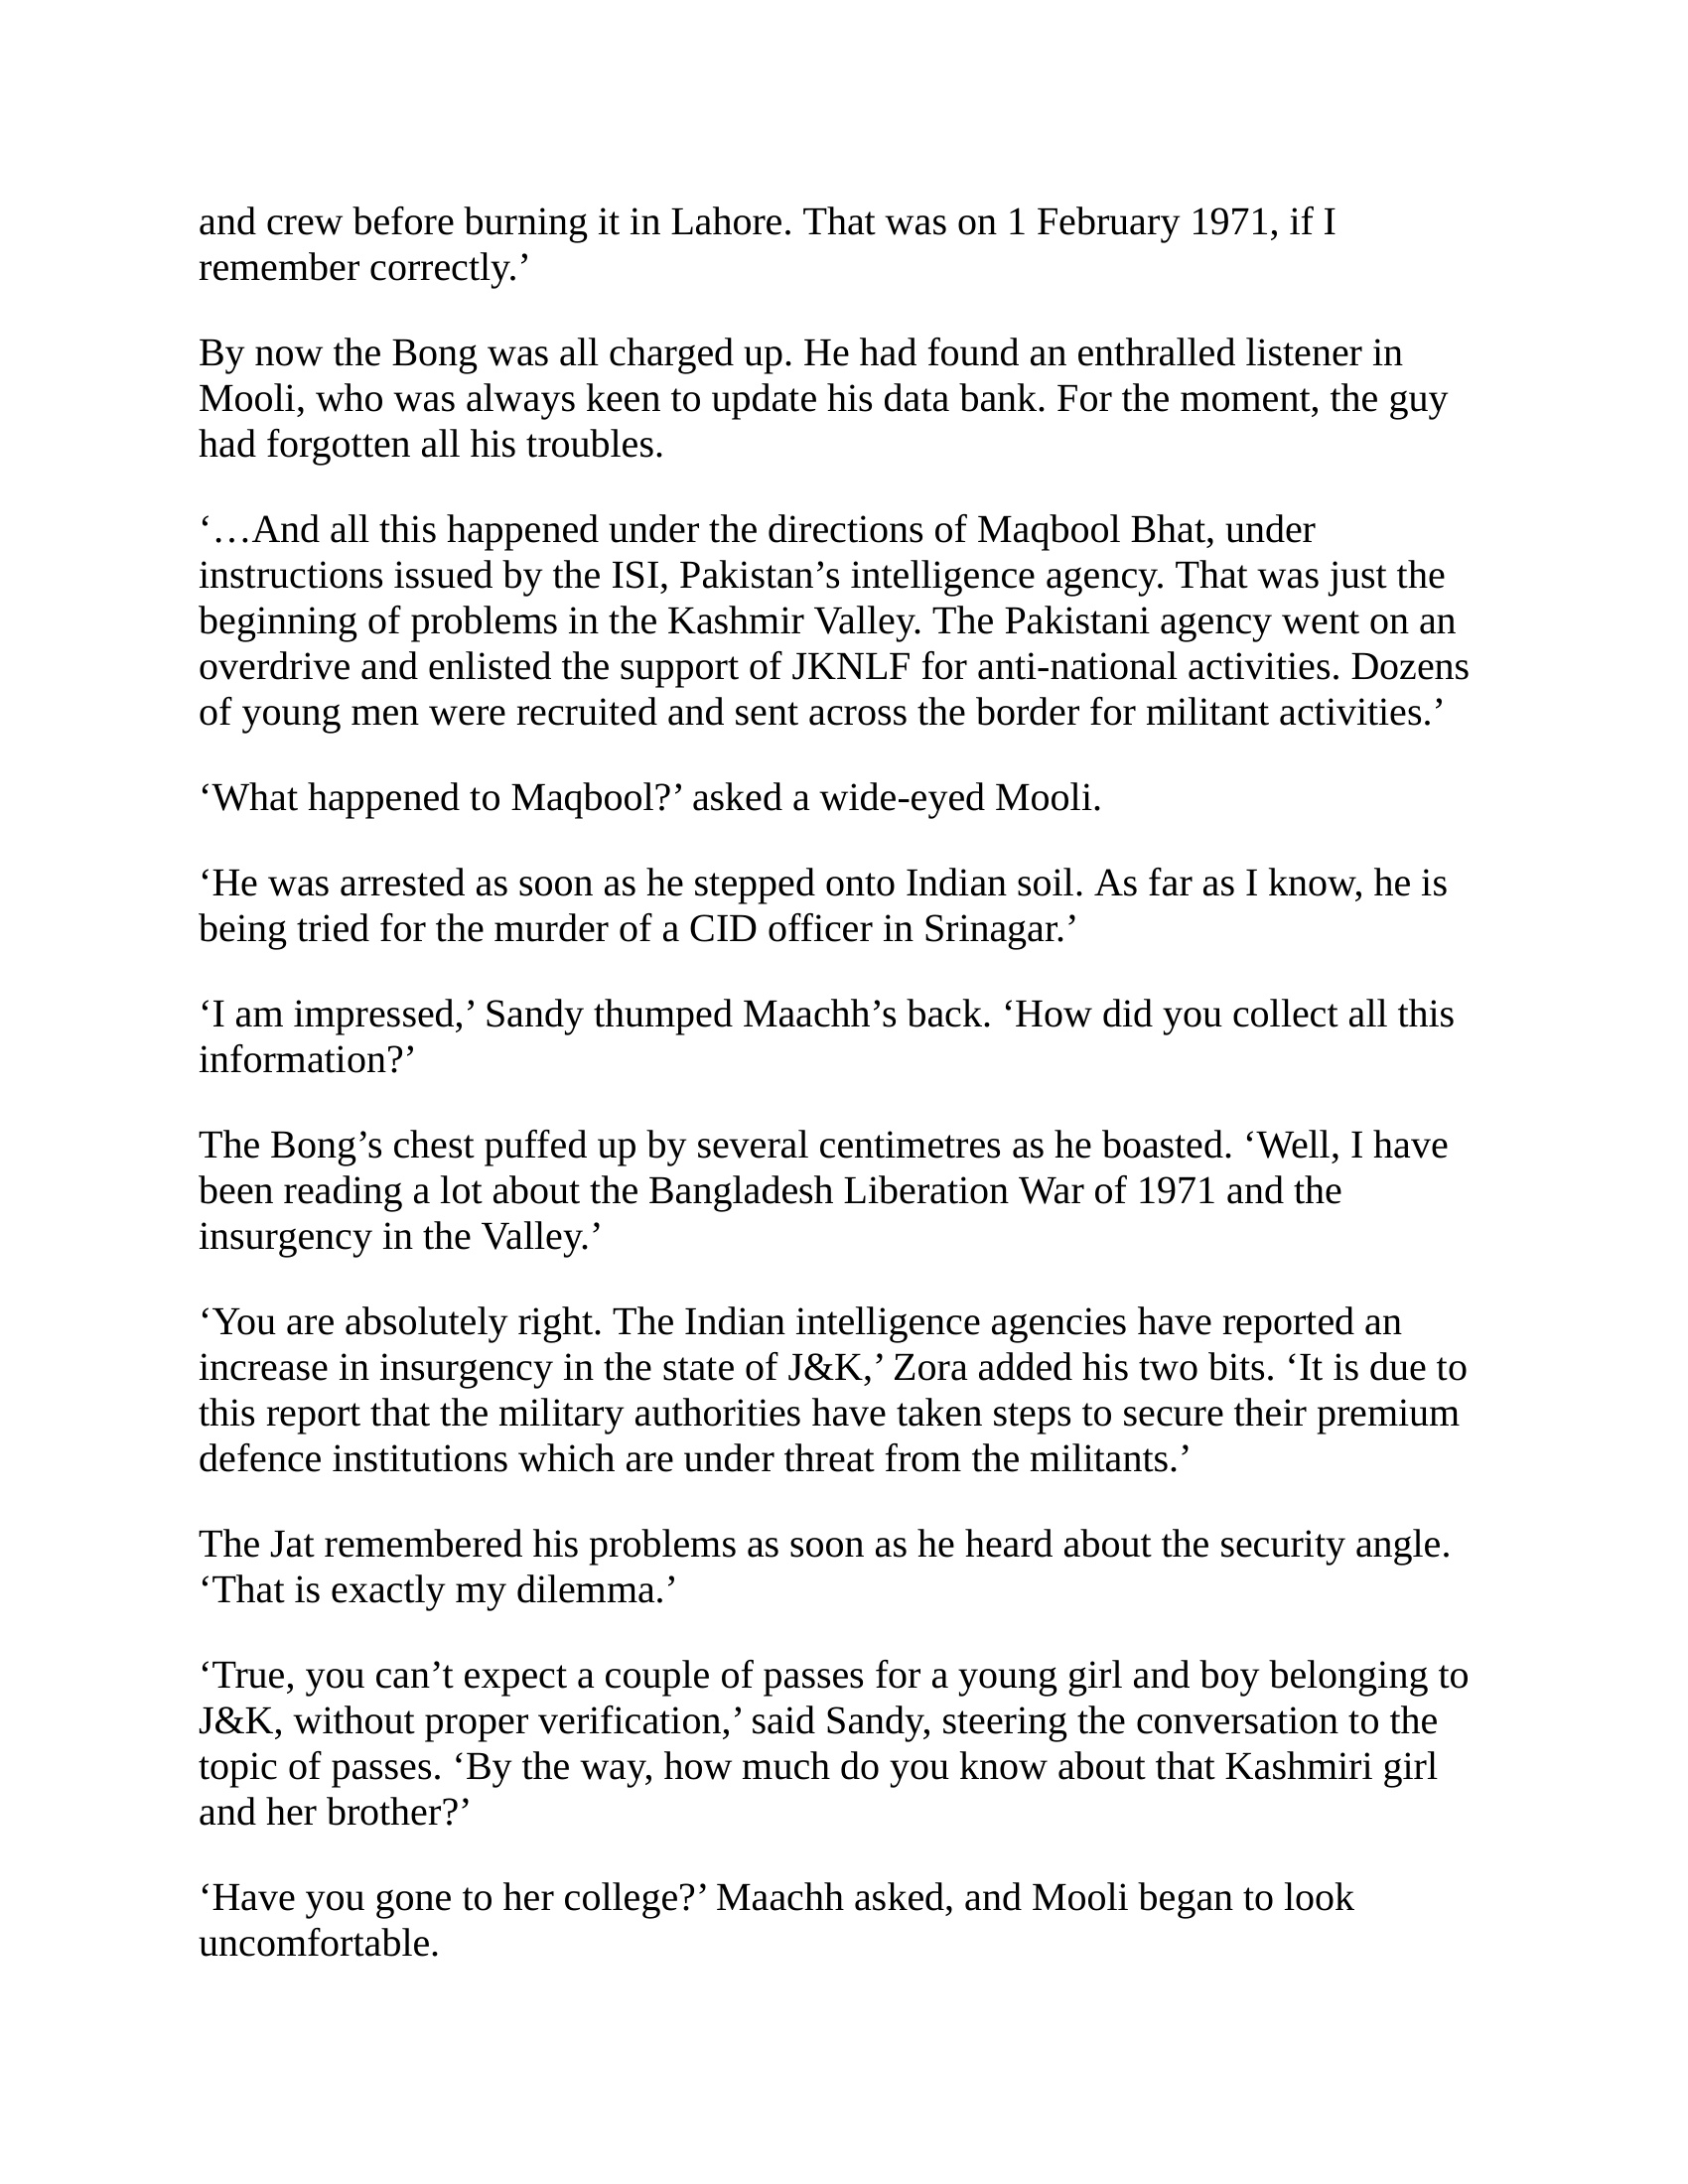 and crew before burning it in Lahore. That was on 1 February 1971, if I
remember correctly.’
By now the Bong was all charged up. He had found an enthralled listener in
Mooli, who was always keen to update his data bank. For the moment, the guy
had forgotten all his troubles.
‘…And all this happened under the directions of Maqbool Bhat, under
instructions issued by the ISI, Pakistan’s intelligence agency. That was just the
beginning of problems in the Kashmir Valley. The Pakistani agency went on an
overdrive and enlisted the support of JKNLF for anti-national activities. Dozens
of young men were recruited and sent across the border for militant activities.’
‘What happened to Maqbool?’ asked a wide-eyed Mooli.
‘He was arrested as soon as he stepped onto Indian soil. As far as I know, he is
being tried for the murder of a CID officer in Srinagar.’
‘I am impressed,’ Sandy thumped Maachh’s back. ‘How did you collect all this
information?’
The Bong’s chest puffed up by several centimetres as he boasted. ‘Well, I have
been reading a lot about the Bangladesh Liberation War of 1971 and the
insurgency in the Valley.’
‘You are absolutely right. The Indian intelligence agencies have reported an
increase in insurgency in the state of J&K,’ Zora added his two bits. ‘It is due to
this report that the military authorities have taken steps to secure their premium
defence institutions which are under threat from the militants.’
The Jat remembered his problems as soon as he heard about the security angle.
‘That is exactly my dilemma.’
‘True, you can’t expect a couple of passes for a young girl and boy belonging to
J&K, without proper verification,’ said Sandy, steering the conversation to the
topic of passes. ‘By the way, how much do you know about that Kashmiri girl
and her brother?’
‘Have you gone to her college?’ Maachh asked, and Mooli began to look
uncomfortable.